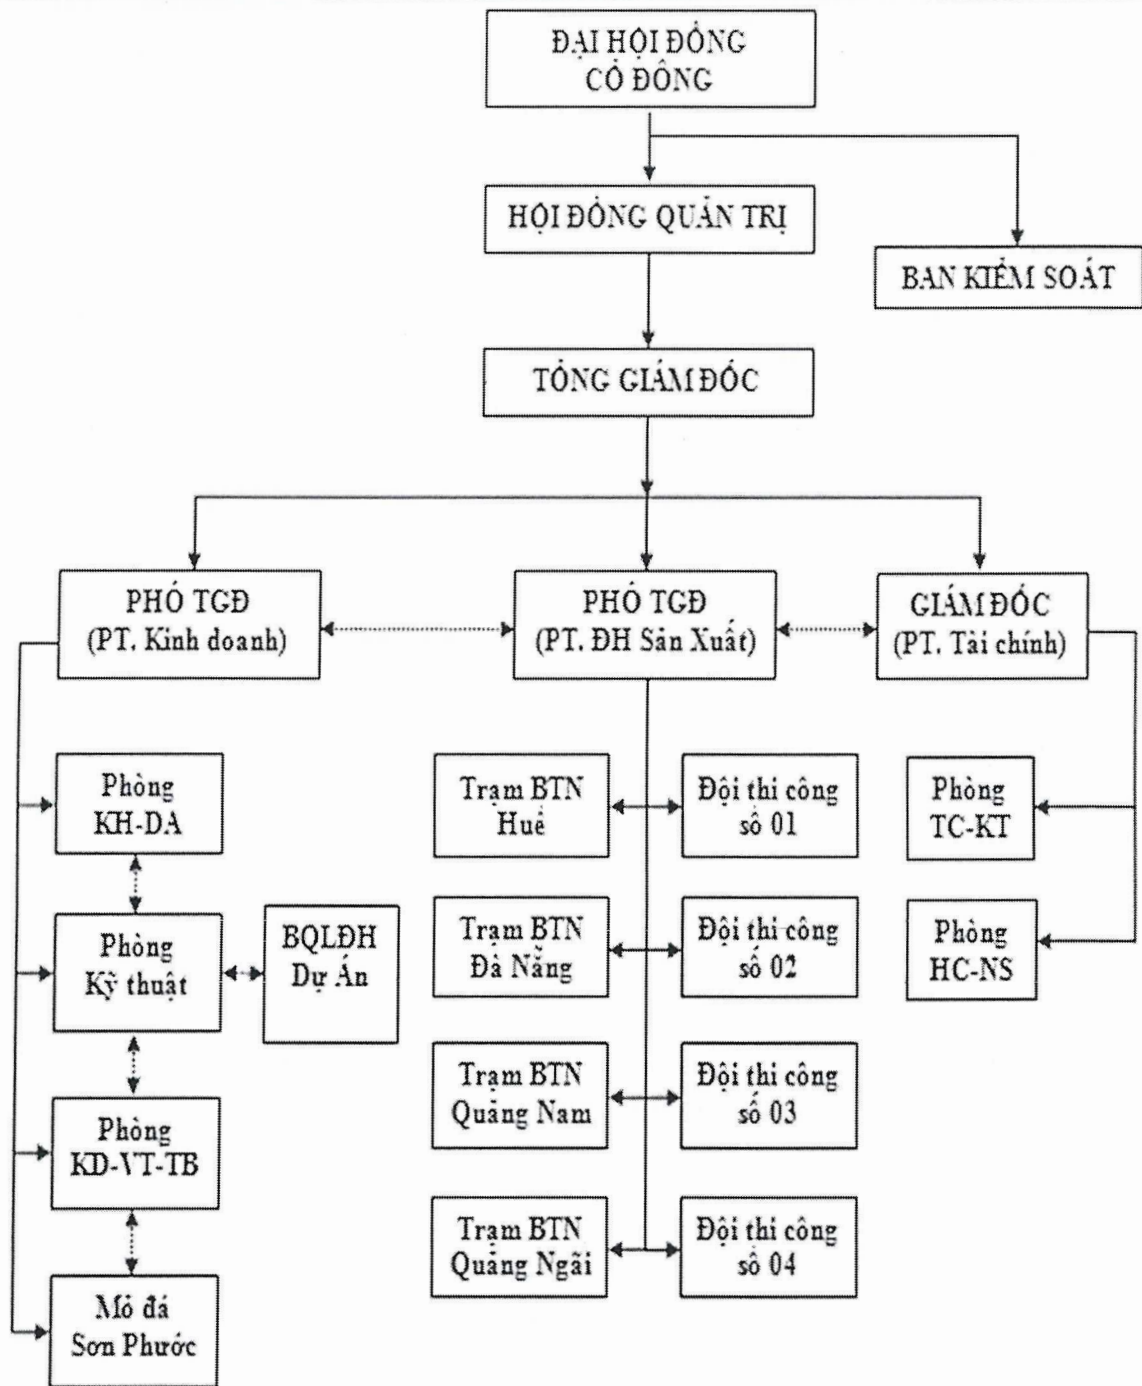 ĐẠI HỘI ĐỒNG
CỔ ĐÔNG
HỘI ĐỒNG QUẢN TRỊ
BAN KIỂM SOÁT
TỔNG GIÁM ĐỐC
PHÓ TGĐ
(PT. Kinh doanh)
PHÓ TGĐ
(PT. ĐH Sản Xuất)
GIÁM ĐỐC
(PT. Tài chính)
Phòng
KH-DA
Trạm BTN
Huế
Đội thi công
số 01
Phòng
TC-KT
Phòng
Kỹ thuật
BQLĐH
Dự Án
Trạm BTN
Đà Nẵng
Đội thi công
số 02
Phòng
HC-NS
Phòng
KD-VT-TB
Trạm BTN
Quảng Nam
Đội thi công
số 03
Mỏ đá
Sơn Phước
Trạm BTN
Quảng Ngãi
Đội thi công
số 04